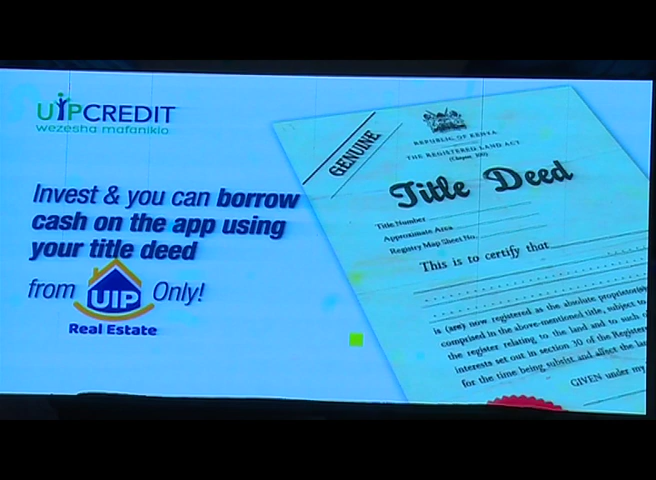 UIPCREDIT
wezesha mafanikio
Invest & you can borrow
cash on the app using
your title deed
from UIP Only!
Real Estate
GENUINE
REPUBLIC OF KENYA
THE REGISTERED LAND ACT
(Chapter 300)
Title Deed
Title Number
Approximate Area
Registry Map Sheet No.
This is to certify that
is (are) now registered as the absolute proprietor(s)
comprised in the above-mentioned title, subject to
the register relating to the land and to such
interests set out in section 30 of the Register
for the time being subsist and affect the land
GIVEN under my